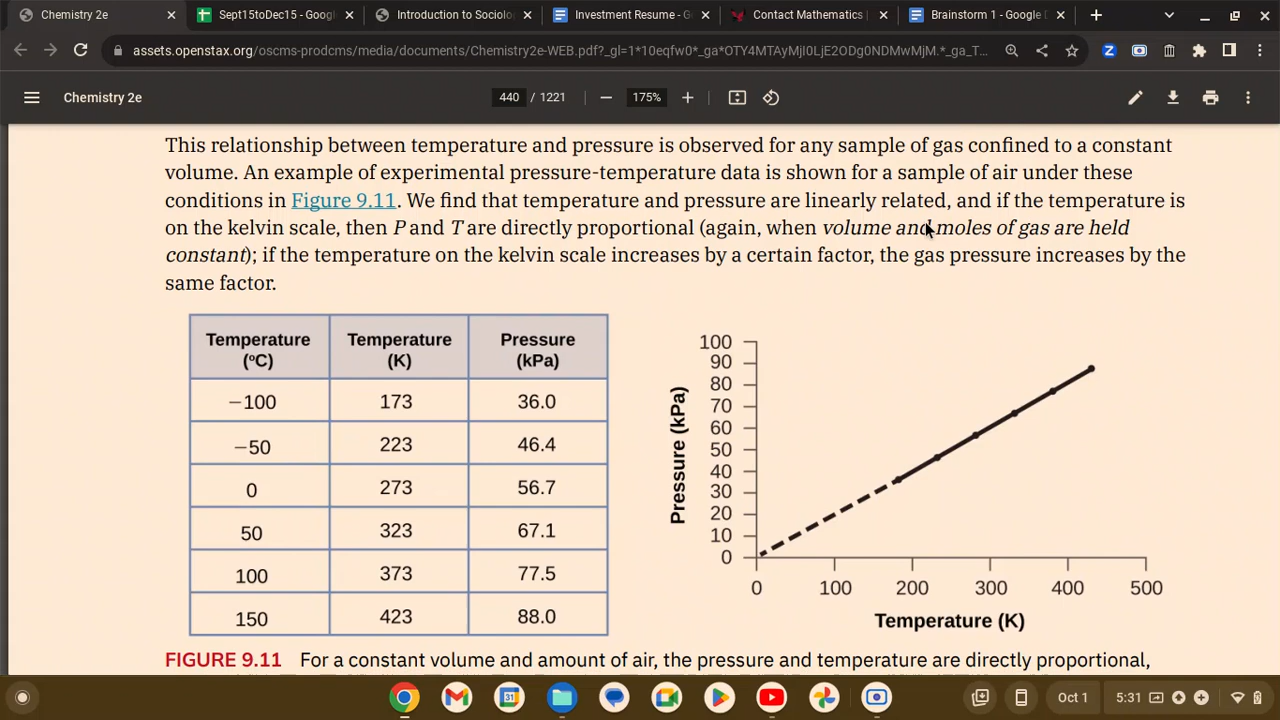 Chemistry 2e
Sept15toDec15 - Googl
Introduction to Sociolo
Investment Resume - G
Contact Mathematics |
Brainstorm 1 - Google D
assets.openstax.org/oscms-prodcms/media/documents/Chemistry2e-WEB.pdf?_gl=1*10eqfw0*_ga*OTY4MTAyMjI0LjE2ODg0NDMwMjM.*_ga_T...
Chemistry 2e
440 / 1221
175%
This relationship between temperature and pressure is observed for any sample of gas confined to a constant
volume. An example of experimental pressure-temperature data is shown for a sample of air under these
conditions in Figure 9.11. We find that temperature and pressure are linearly related, and if the temperature is
on the kelvin scale, then P and T are directly proportional (again, when volume and moles of gas are held
constant); if the temperature on the kelvin scale increases by a certain factor, the gas pressure increases by the
same factor.
Temperature (ºC) Temperature (K) Pressure (kPa)
−100 173 36.0
−50 223 46.4
0 273 56.7
50 323 67.1
100 373 77.5
150 423 88.0
Pressure (kPa)
100
90
80
70
60
50
40
30
20
10
0
0 100 200 300 400 500
Temperature (K)
FIGURE 9.11 For a constant volume and amount of air, the pressure and temperature are directly proportional,
31
Oct 1
5:31